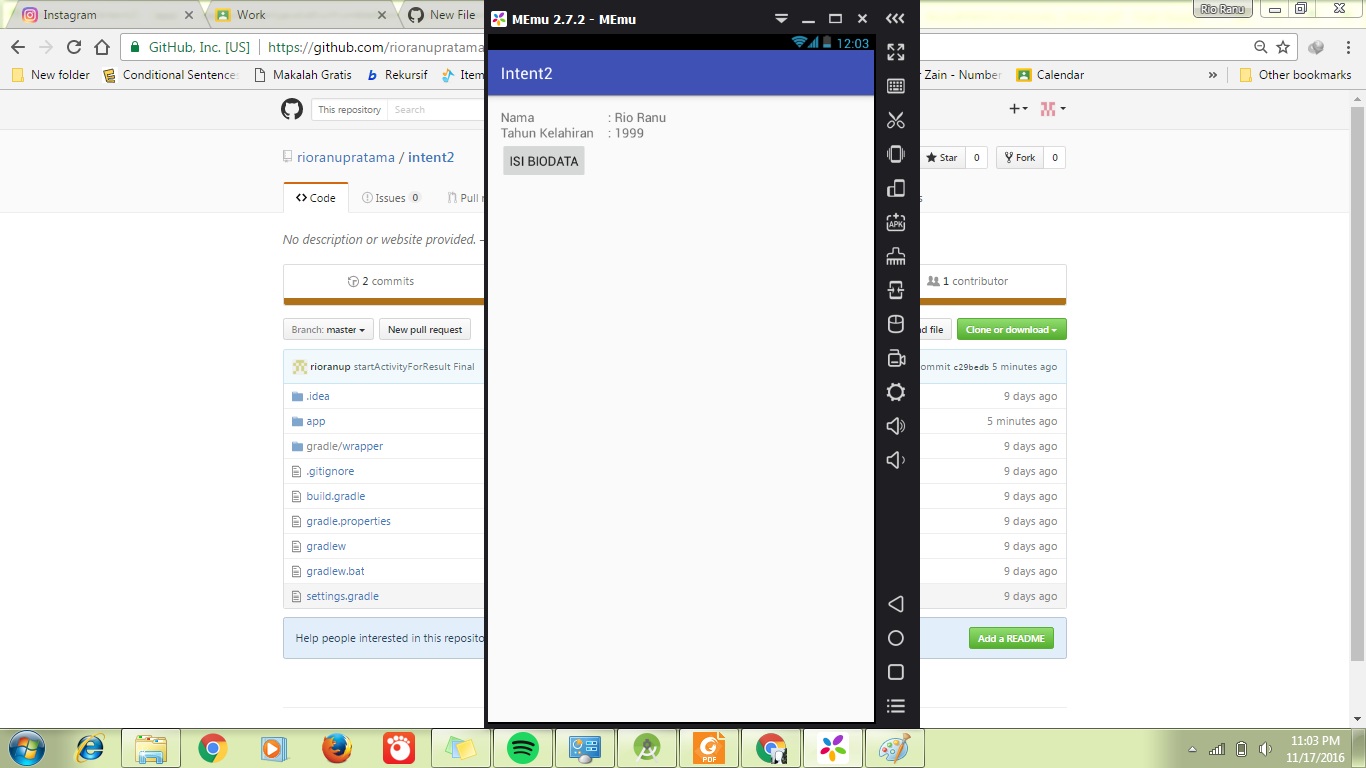 Instagram
Work
New File
MEmu 2.7.2 - MEmu
Rio Ranu
GitHub, Inc. [US]
https://github.com/rioranupratama
12:03
New folder
Conditional Sentences
Makalah Gratis
Rekursif
Item
Zain - Number
Calendar
»
Other bookmarks
Intent2
This repository
Search
Nama : Rio Ranu
Tahun Kelahiran : 1999
ISI BIODATA
APK
rioranupratama / intent2
Star 0
Fork 0
Code
Issues 0
Pull r
No description or website provided. —
2 commits
1 contributor
Branch: master
New pull request
d file
Clone or download
rioranup startActivityForResult Final
ommit c29bedb 5 minutes ago
.idea 9 days ago
app 5 minutes ago
gradle/wrapper 9 days ago
.gitignore 9 days ago
build.gradle 9 days ago
gradle.properties 9 days ago
gradlew 9 days ago
gradlew.bat 9 days ago
settings.gradle 9 days ago
Help people interested in this reposito
Add a README
PDF
11:03 PM
11/17/2016